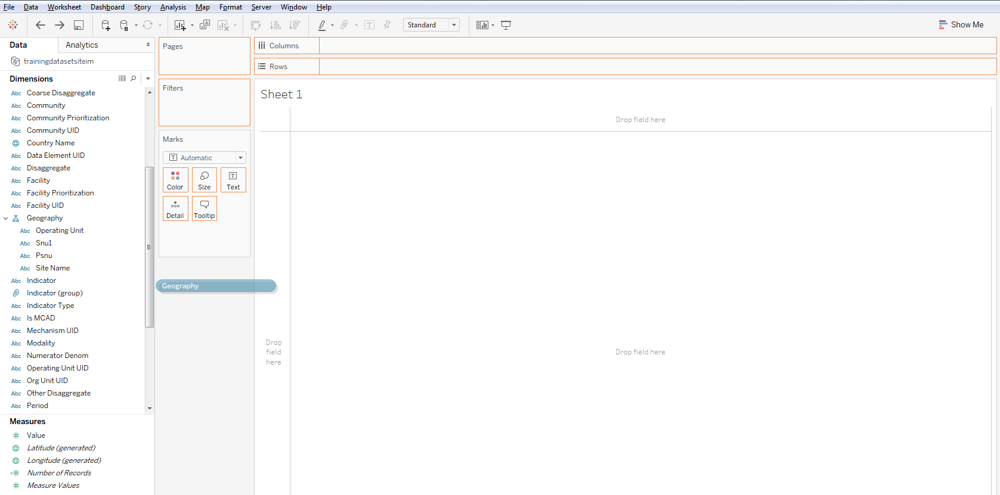 File Data Worksheet Dashboard Story Analysis Map Format Server Window Help
Standard
Show Me
Data
Analytics
trainingdatasetsiteim
Dimensions
Abc Coarse Disaggregate
Abc Community
Abc Community Prioritization
Abc Community UID
Country Name
Abc Data Element UID
Abc Disaggregate
Abc Facility
Abc Facility Prioritization
Abc Facility UID
Geography
Abc Operating Unit
Abc Snu1
Abc Psnu
Abc Site Name
Abc Indicator
Indicator (group)
Abc Indicator Type
Abc Is MCAD
Abc Mechanism UID
Abc Modality
Abc Numerator Denom
Abc Operating Unit UID
Abc Org Unit UID
Abc Other Disaggregate
Abc Period
Measures
# Value
Latitude (generated)
Longitude (generated)
=# Number of Records
# Measure Values
Pages
Filters
Marks
T Automatic
Color
Size
T Text
Detail
Tooltip
Geography
Columns
Rows
Sheet 1
Drop field here
Drop
field
here
Drop field here